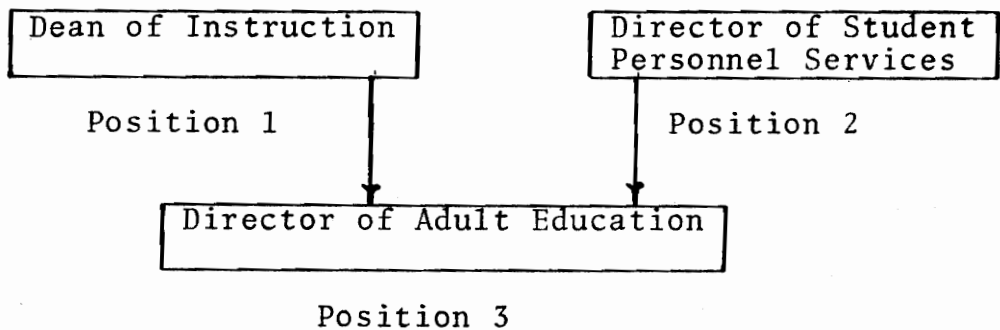 Dean of Instruction
Director of Student
Personnel Services
Position 1
Position 2
Director of Adult Education
Position 3